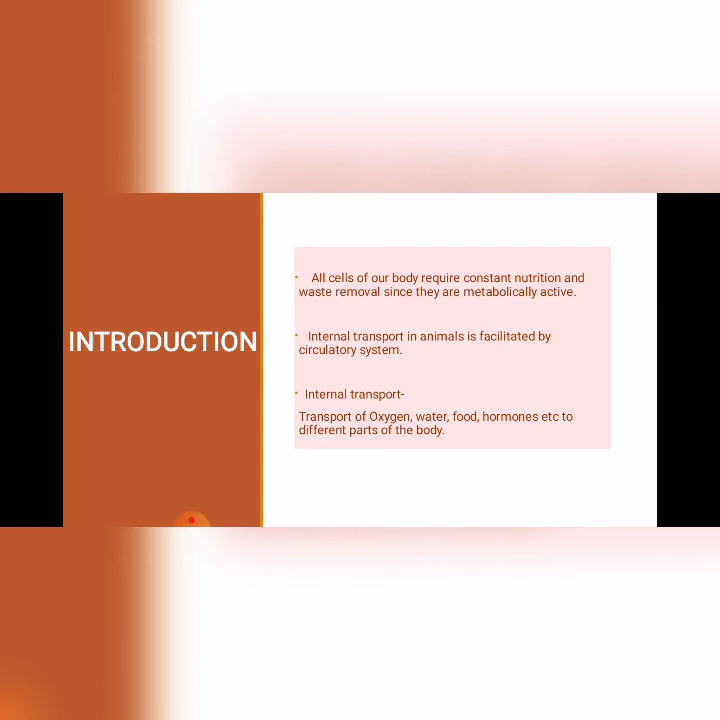 INTRODUCTION
• All cells of our body require constant nutrition and
waste removal since they are metabolically active.
• Internal transport in animals is facilitated by
circulatory system.
• Internal transport-
Transport of Oxygen, water, food, hormones etc to
different parts of the body.